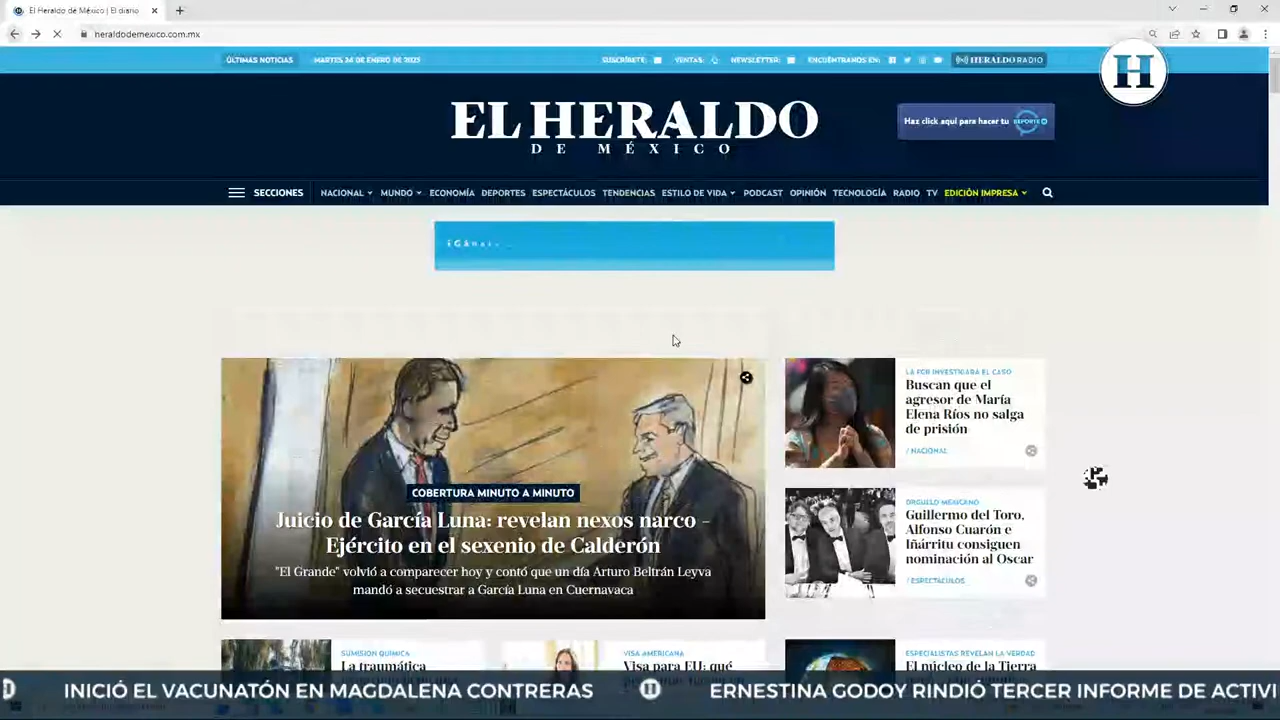 El Heraldo de México | El diario
heraldodemexico.com.mx
ÚLTIMAS NOTICIAS MARTES 24 DE ENERO DE 2023 SUSCRÍBETE: VENTAS: NEWSLETTER: ENCUÉNTRANOS EN: HERALDO RADIO
H
EL HERALDO
DE MÉXICO
Haz click aquí para hacer tu REPORTE H
SECCIONES NACIONAL MUNDO ECONOMÍA DEPORTES ESPECTÁCULOS TENDENCIAS ESTILO DE VIDA PODCAST OPINIÓN TECNOLOGÍA RADIO TV EDICIÓN IMPRESA
COBERTURA MINUTO A MINUTO
Juicio de García Luna: revelan nexos narco -
Ejército en el sexenio de Calderón
"El Grande" volvió a comparecer hoy y contó que un día Arturo Beltrán Leyva
mandó a secuestrar a García Luna en Cuernavaca
LA FGR INVESTIGARÁ EL CASO
Buscan que el
agresor de María
Elena Ríos no salga
de prisión
/ NACIONAL
ORGULLO MEXICANO
Guillermo del Toro,
Alfonso Cuarón e
Iñárritu consiguen
nominación al Oscar
/ ESPECTÁCULOS
SUMISIÓN QUÍMICA
La traumática
VISA AMERICANA
Visa para EU: qué
ESPECIALISTAS REVELAN LA VERDAD
El núcleo de la Tierra
INICIÓ EL VACUNATÓN EN MAGDALENA CONTRERAS
ERNESTINA GODOY RINDIÓ TERCER INFORME DE ACTIVI